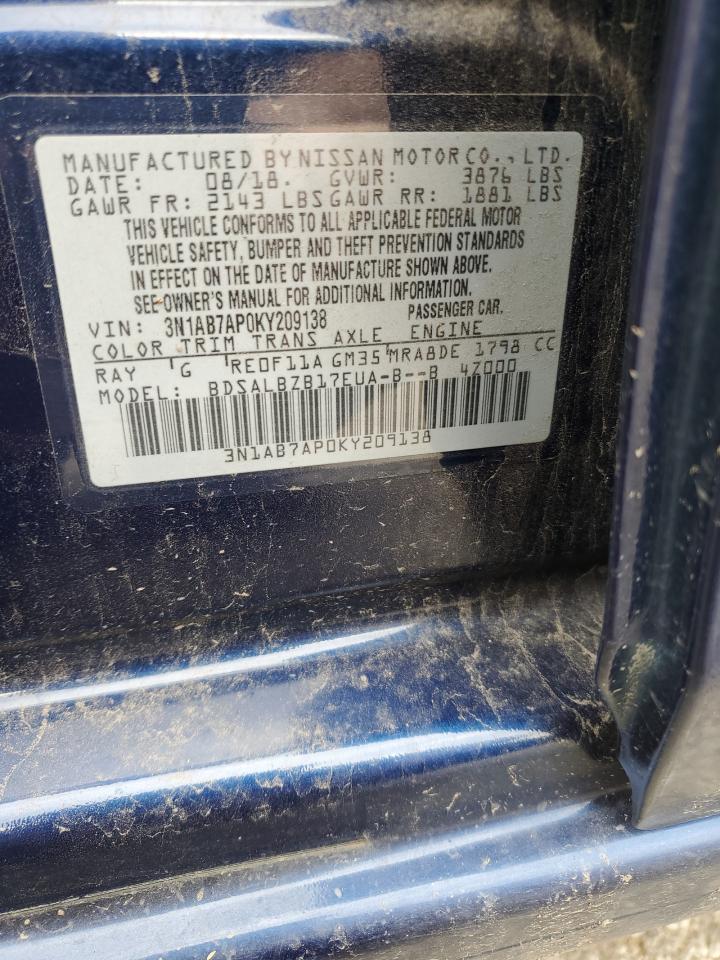 MANUFACTURED BY NISSAN MOTOR CO., LTD.
DATE: 08/18. GVWR: 3876 LBS
GAWR FR: 2143 LBS GAWR RR: 1881 LBS
THIS VEHICLE CONFORMS TO ALL APPLICABLE FEDERAL MOTOR
VEHICLE SAFETY, BUMPER AND THEFT PREVENTION STANDARDS
IN EFFECT ON THE DATE OF MANUFACTURE SHOWN ABOVE.
SEE OWNER'S MANUAL FOR ADDITIONAL INFORMATION.
VIN: 3N1AB7AP0KY209138 PASSENGER CAR.
COLOR TRIM TRANS AXLE ENGINE
RAY G RE0F11A GM35 MRA8DE 1798 CC
MODEL: BDSALBZB17EUA-B--B 47000
3N1AB7AP0KY209138